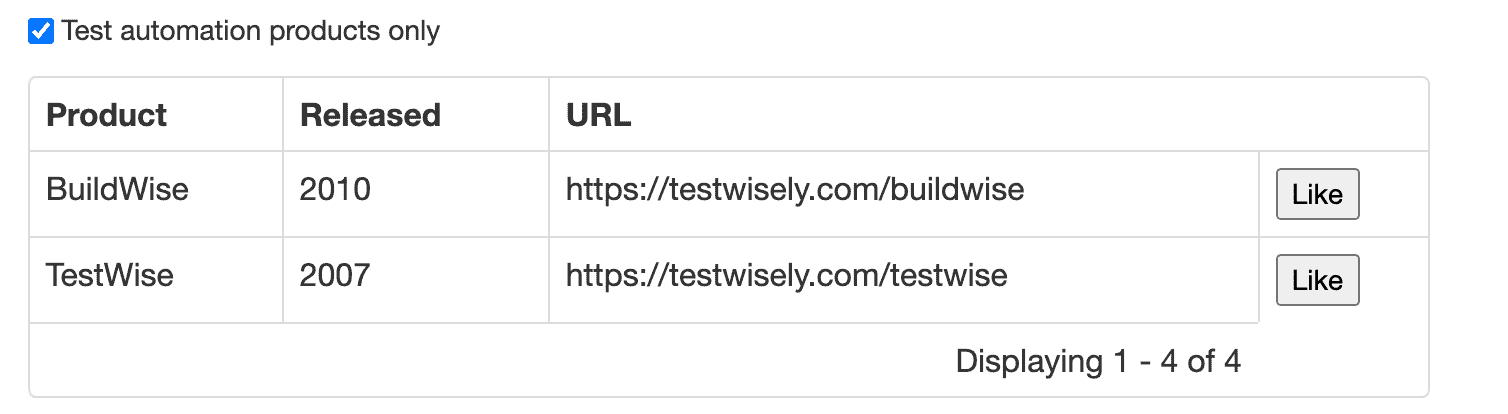 Test automation products only
Product Released URL
BuildWise 2010 https://testwisely.com/buildwise Like
TestWise 2007 https://testwisely.com/testwise Like
Displaying 1 - 4 of 4